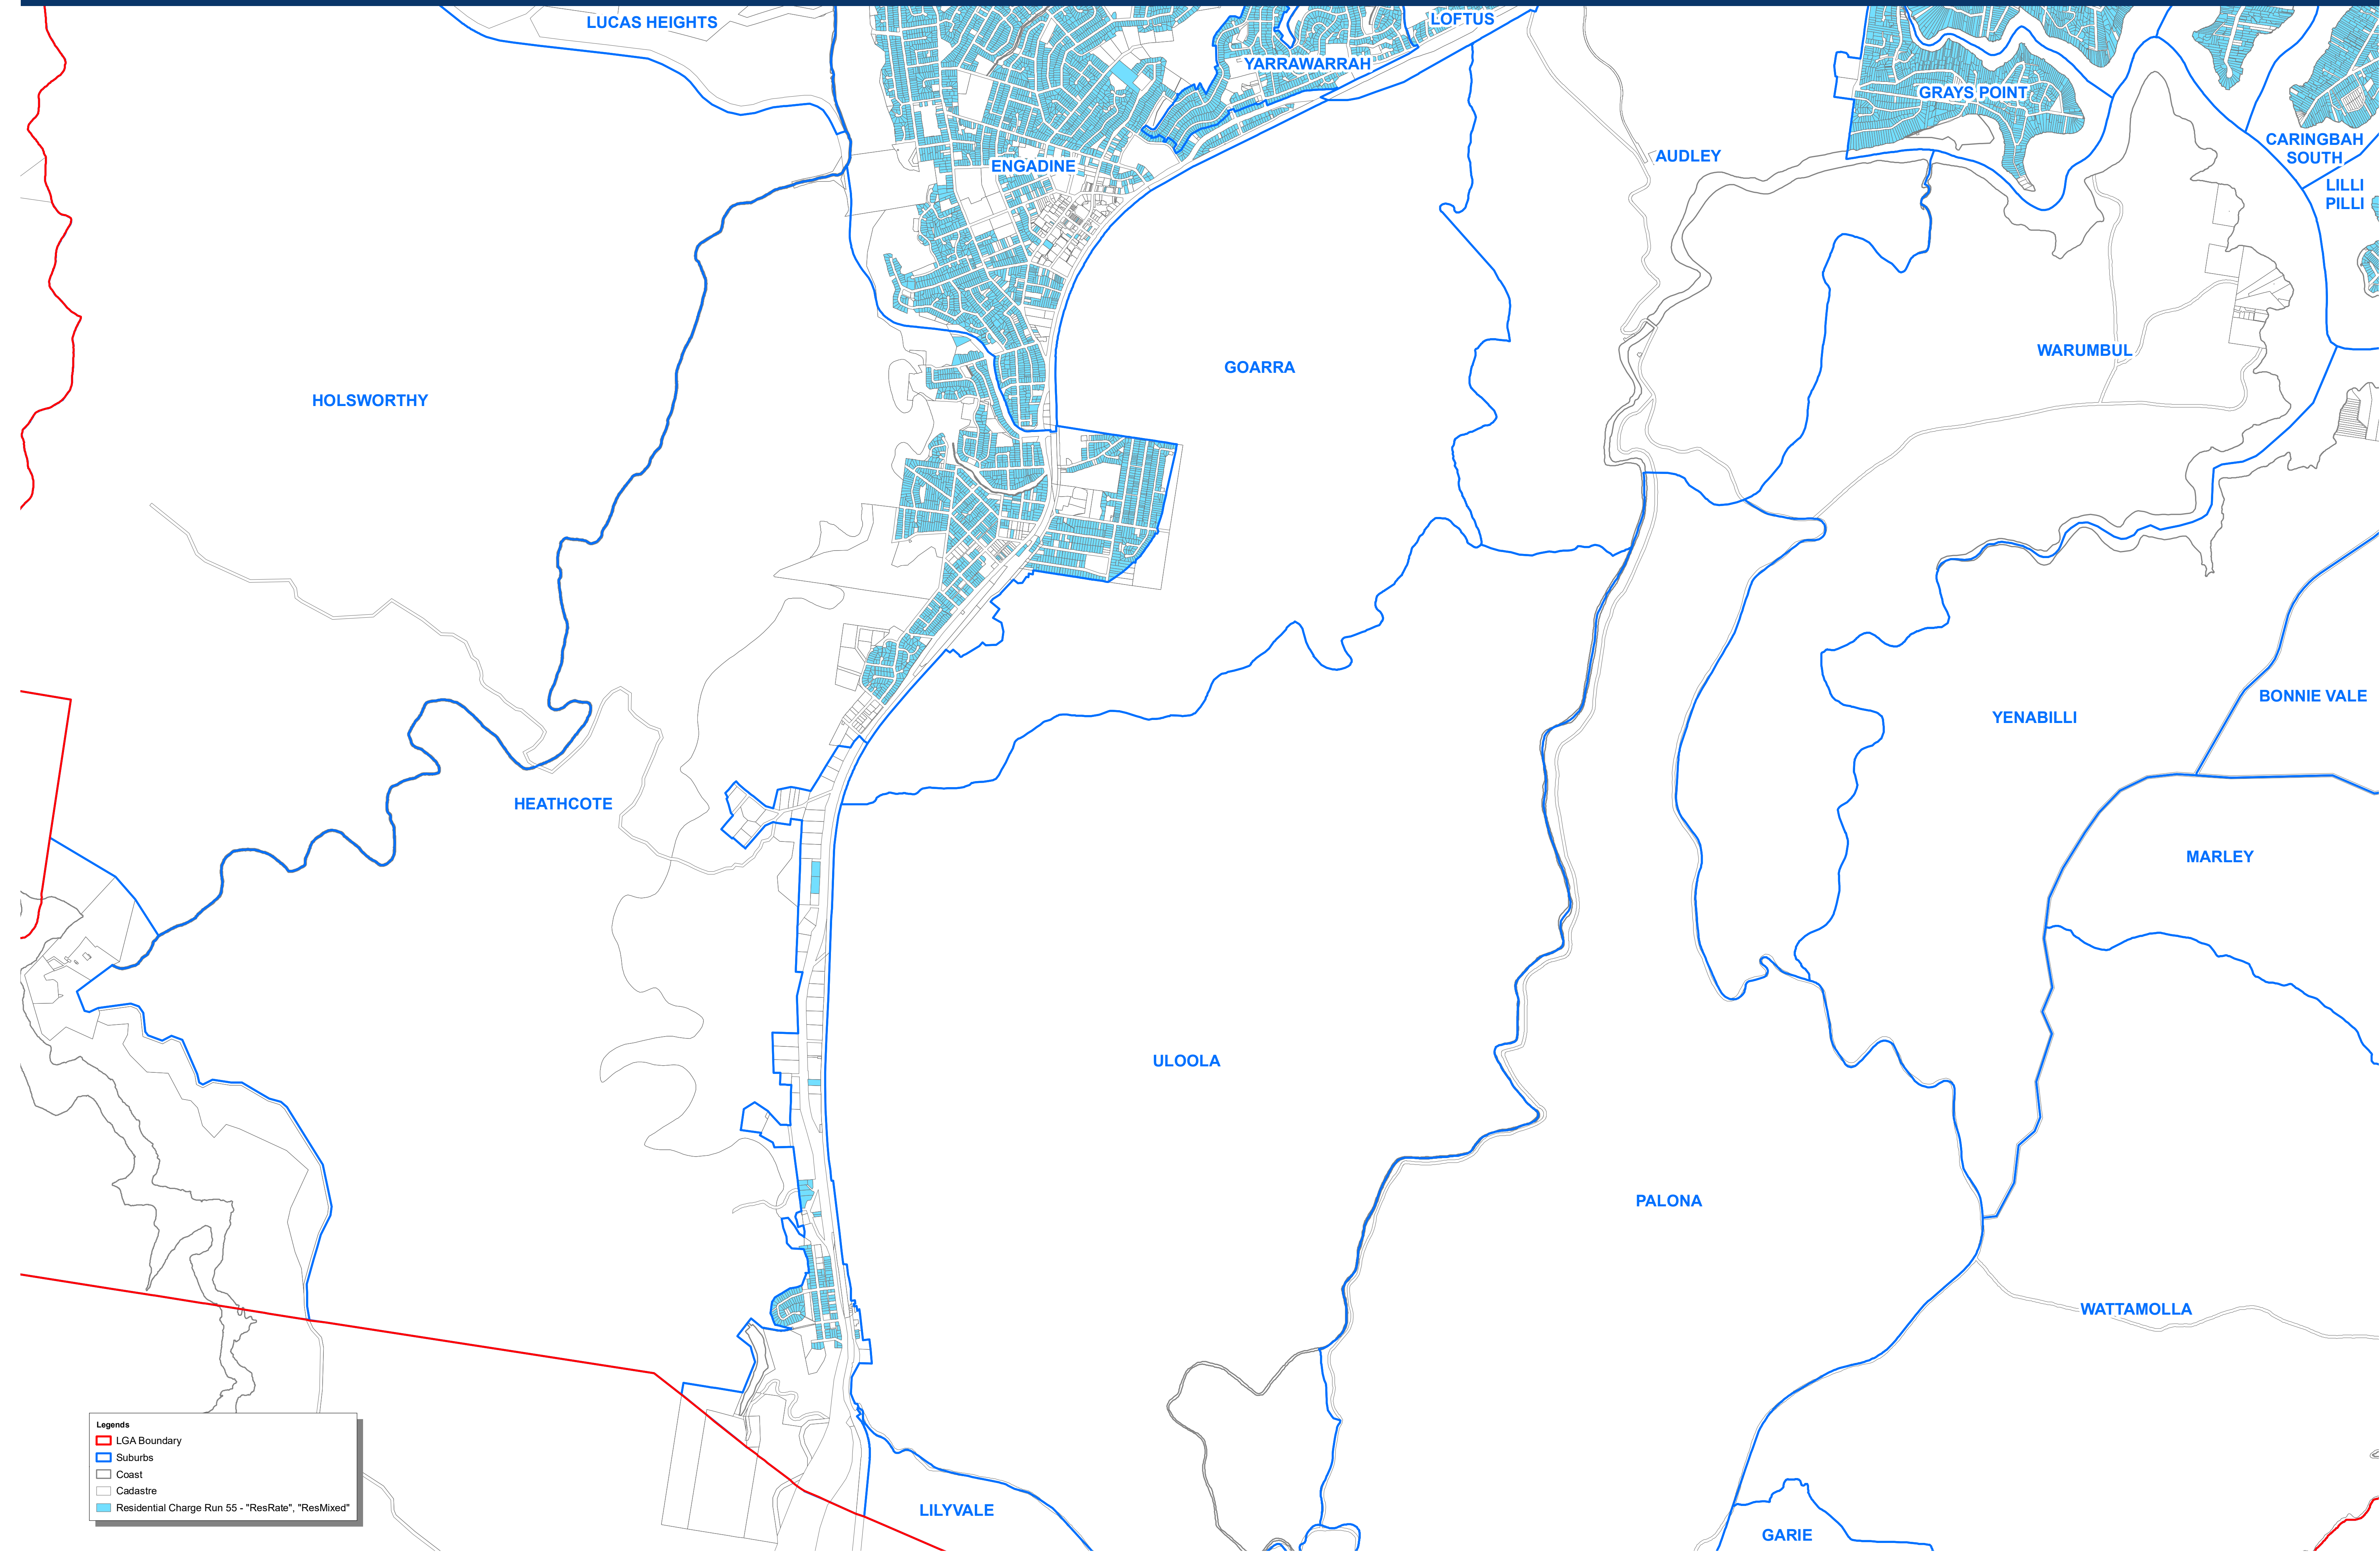 LUCAS HEIGHTS
LOFTUS
YARRAWARRAH
GRAYS POINT
CARINGBAH
SOUTH
ENGADINE
AUDLEY
LILLI
PILLI
WARUMBUL
GOARRA
HOLSWORTHY
BONNIE VALE
YENABILLI
HEATHCOTE
MARLEY
ULOOLA
PALONA
WATTAMOLLA
LILYVALE
GARIE
Legends
LGA Boundary
Suburbs
Coast
Cadastre
Residential Charge Run 55 - "ResRate", "ResMixed"